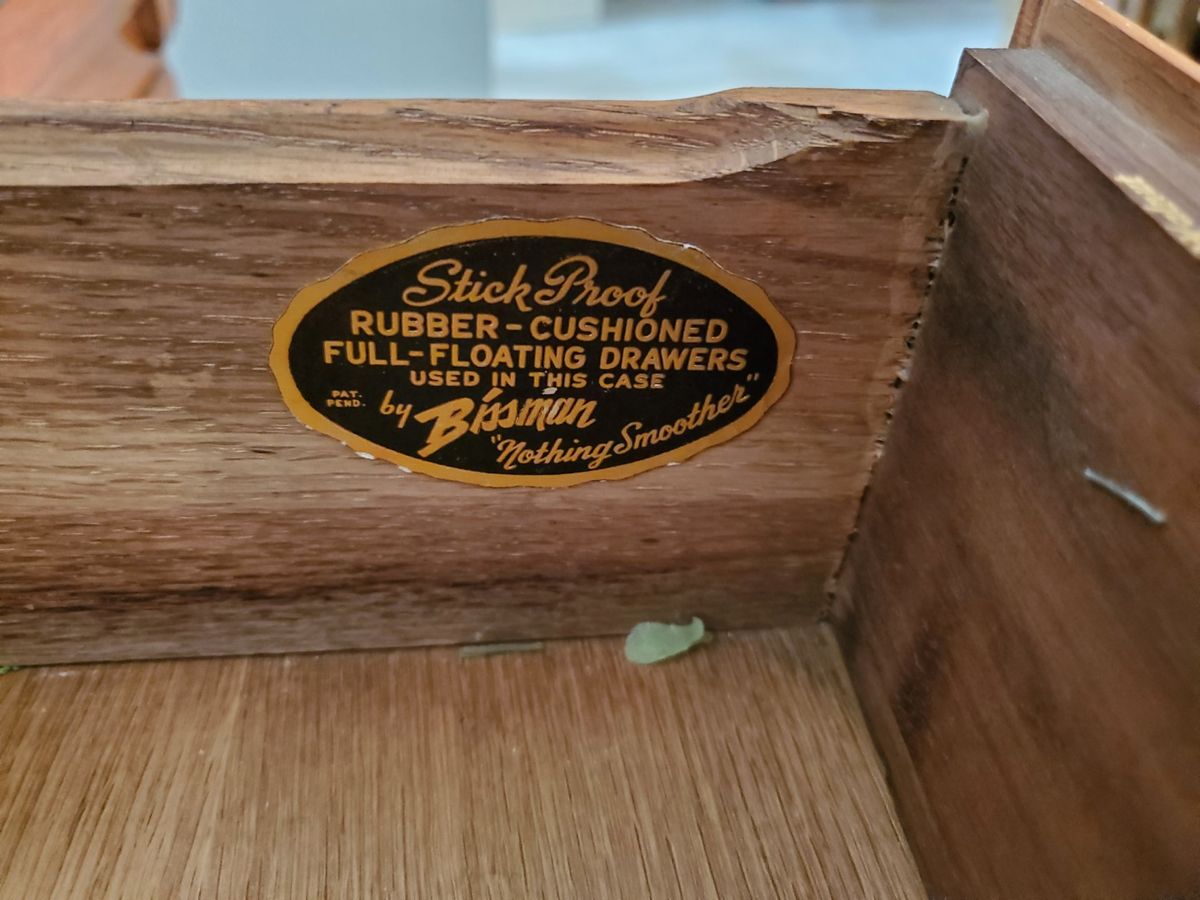 Stick Proof
RUBBER-CUSHIONED
FULL-FLOATING DRAWERS
USED IN THIS CASE
PAT.
PEND.
by Bissman
"Nothing Smoother"